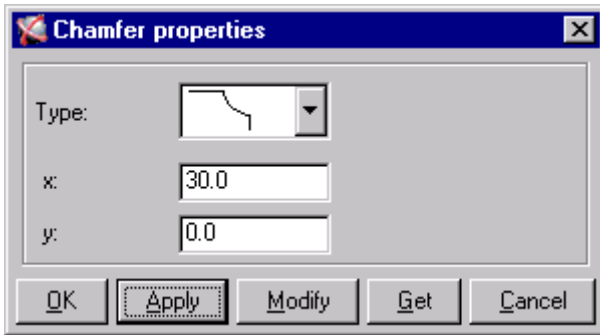 Chamfer properties
Type:
x: 30.0
y: 0.0
OK Apply Modify Get Cancel